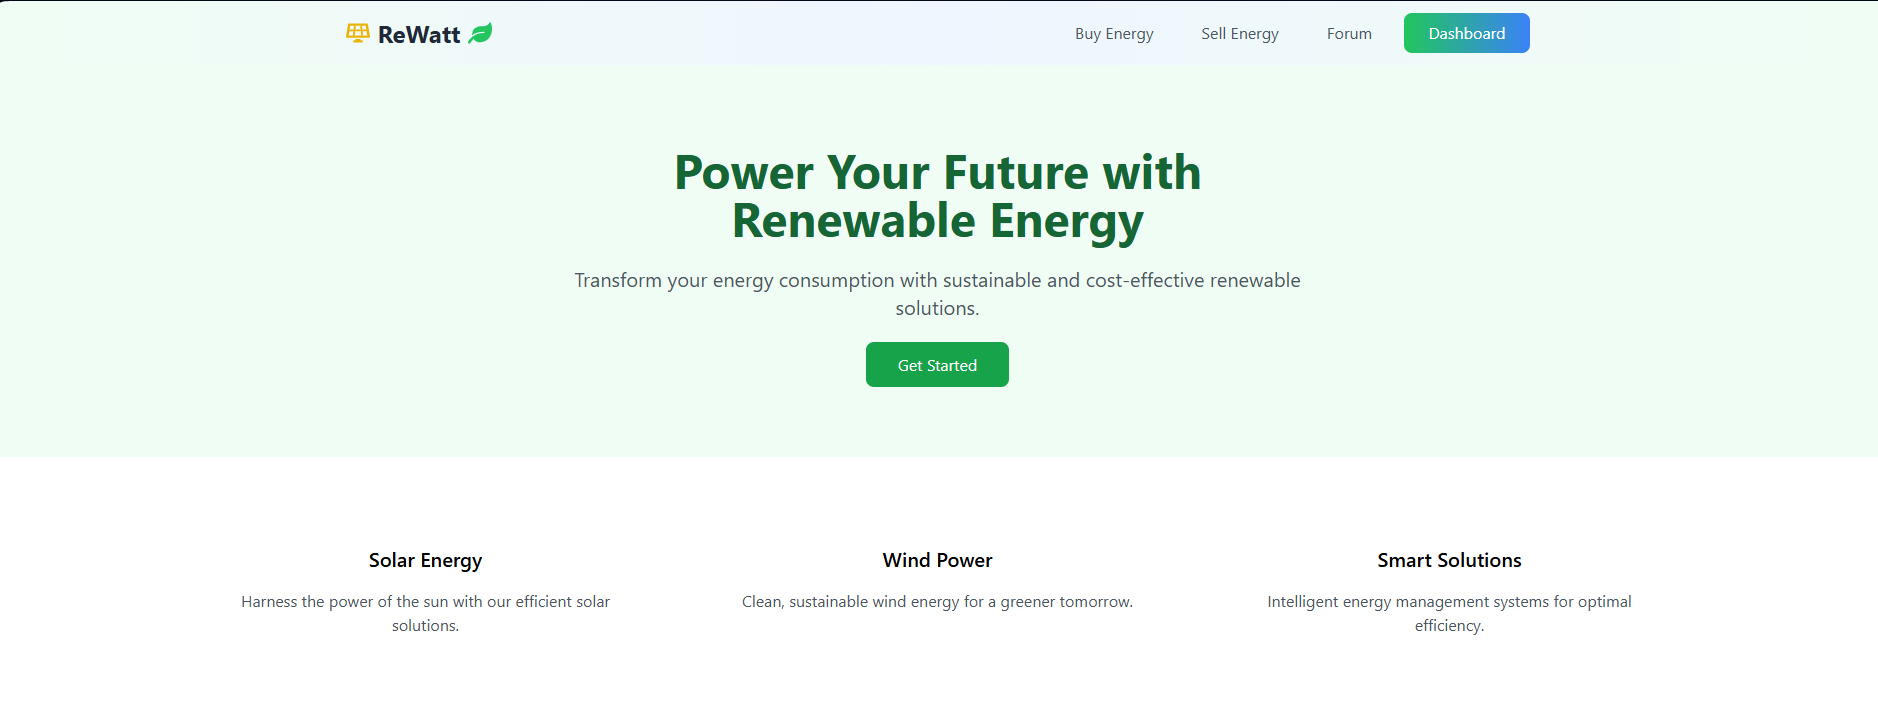 ReWatt
Buy Energy
Sell Energy
Forum
Dashboard
Power Your Future with
Renewable Energy
Transform your energy consumption with sustainable and cost-effective renewable
solutions.
Get Started
Solar Energy
Harness the power of the sun with our efficient solar
solutions.
Wind Power
Clean, sustainable wind energy for a greener tomorrow.
Smart Solutions
Intelligent energy management systems for optimal
efficiency.